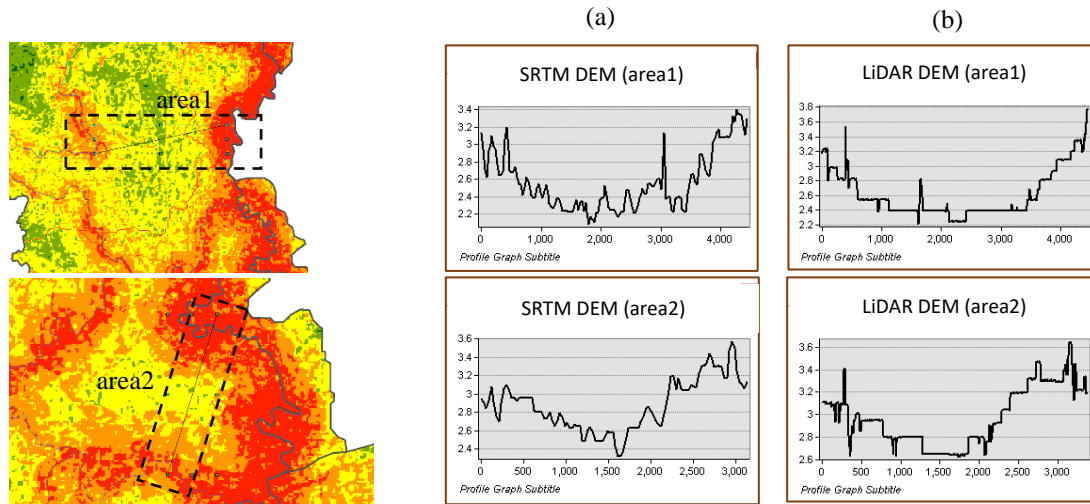 (a)
(b)
area1
area2
SRTM DEM (area1)
3.4
3.2
3
2.8
2.6
2.4
2.2
0 1,000 2,000 3,000 4,000
Profile Graph Subtitle
LiDAR DEM (area1)
3.8
3.6
3.4
3.2
3
2.8
2.6
2.4
2.2
0 1,000 2,000 3,000 4,000
Profile Graph Subtitle
SRTM DEM (area2)
3.6
3.4
3.2
3
2.8
2.6
2.4
0 500 1,000 1,500 2,000 2,500 3,000
Profile Graph Subtitle
LiDAR DEM (area2)
3.6
3.4
3.2
3
2.8
2.6
0 500 1,000 1,500 2,000 2,500 3,000
Profile Graph Subtitle